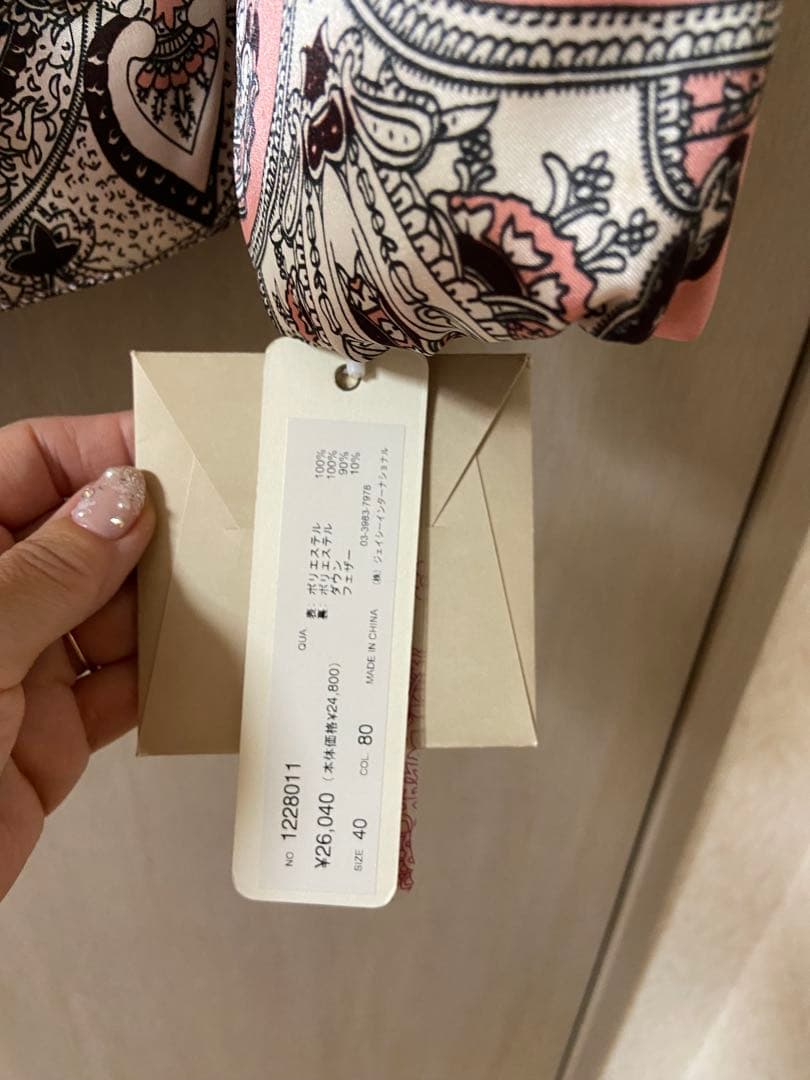 NO 1228011
¥26,040 (本体価格¥24,800)
SIZE 40 COL 80 MADE IN CHINA
QUA
表: ポリエステル 100%
裏: ポリエステル 100%
ダウン 90%
フェザー 10%
03-3983-7978
(株) ジェイシーインターナショナル